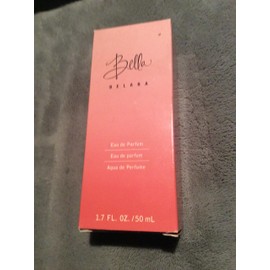 Bella
BELARA
Eau de Parfum
Eau de parfum
Agua de Perfume
1.7 FL. OZ. / 50 mL